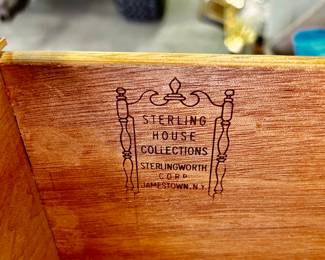 STERLING
HOUSE
COLLECTIONS
STERLINGWORTH
CORP.
JAMESTOWN, N.Y.